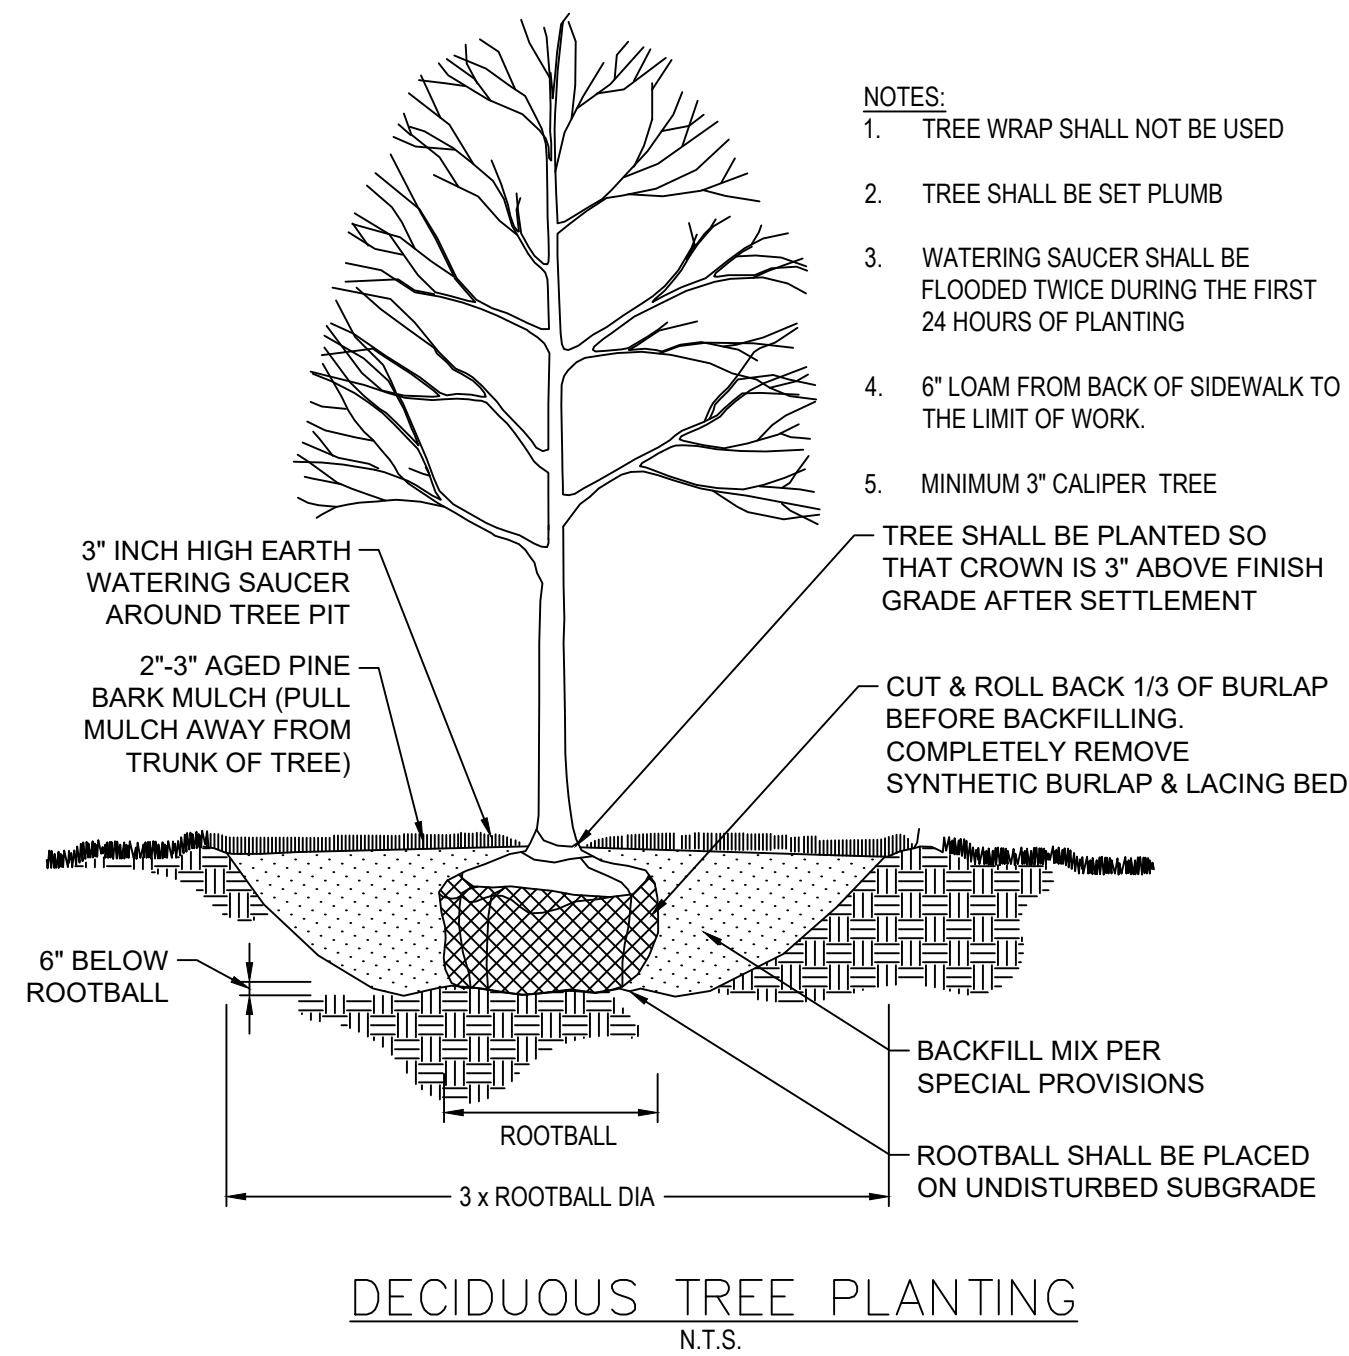 NOTES:
1. TREE WRAP SHALL NOT BE USED
2. TREE SHALL BE SET PLUMB
3. WATERING SAUCER SHALL BE
FLOODED TWICE DURING THE FIRST
24 HOURS OF PLANTING
4. 6" LOAM FROM BACK OF SIDEWALK TO
THE LIMIT OF WORK.
5. MINIMUM 3" CALIPER TREE
3" INCH HIGH EARTH
WATERING SAUCER
AROUND TREE PIT
2"-3" AGED PINE
BARK MULCH (PULL
MULCH AWAY FROM
TRUNK OF TREE)
TREE SHALL BE PLANTED SO
THAT CROWN IS 3" ABOVE FINISH
GRADE AFTER SETTLEMENT
CUT & ROLL BACK 1/3 OF BURLAP
BEFORE BACKFILLING.
COMPLETELY REMOVE
SYNTHETIC BURLAP & LACING BED
6" BELOW
ROOTBALL
BACKFILL MIX PER
SPECIAL PROVISIONS
ROOTBALL
ROOTBALL SHALL BE PLACED
ON UNDISTURBED SUBGRADE
3 x ROOTBALL DIA
DECIDUOUS TREE PLANTING
N.T.S.